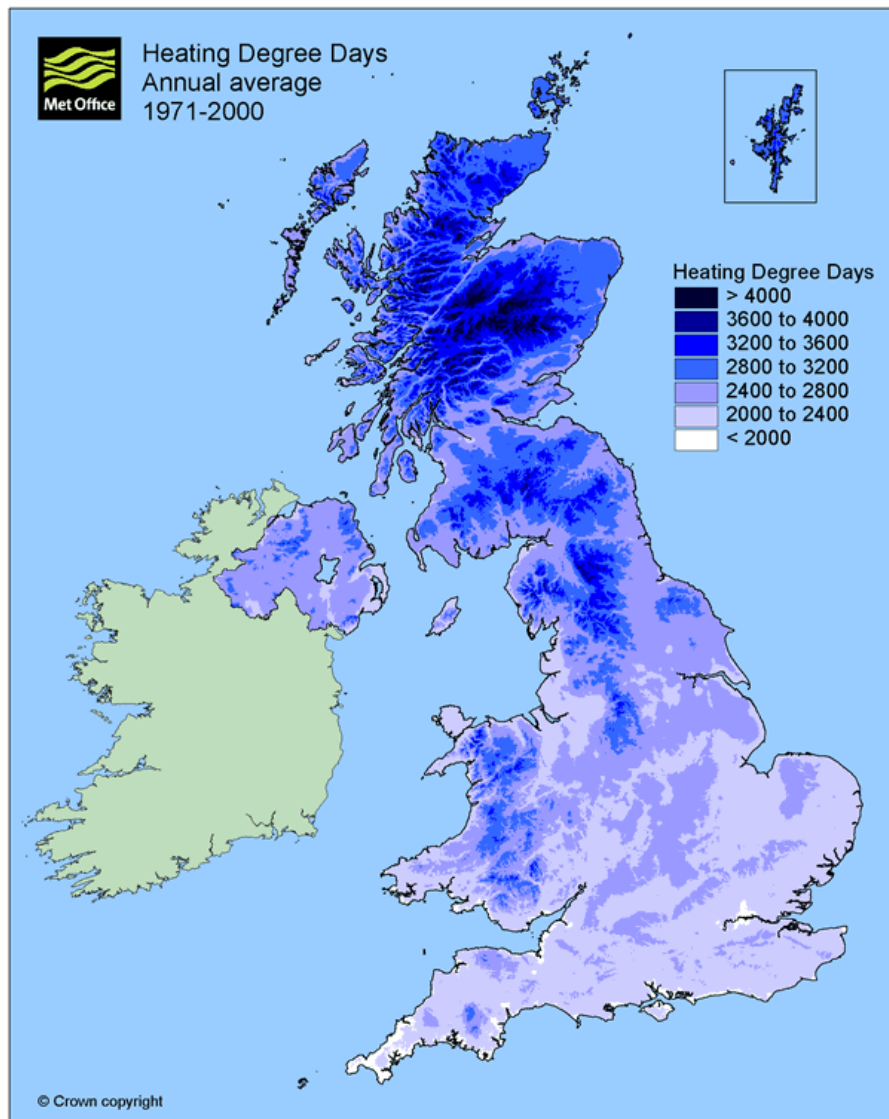 Met Office
Heating Degree Days
Annual average
1971-2000
Heating Degree Days
> 4000
3600 to 4000
3200 to 3600
2800 to 3200
2400 to 2800
2000 to 2400
< 2000
© Crown copyright